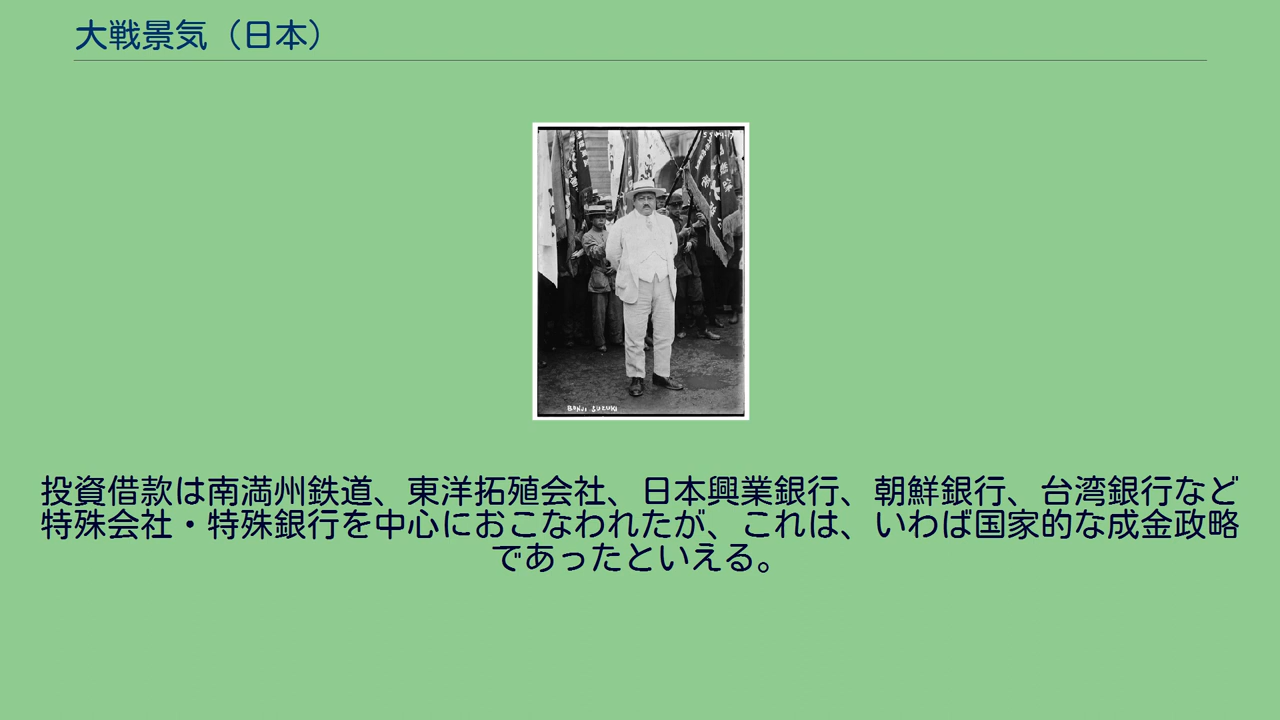 大戦景気（日本）
BANJI SUZUKI
投資借款は南満州鉄道、東洋拓殖会社、日本興業銀行、朝鮮銀行、台湾銀行など
特殊会社・特殊銀行を中心におこなわれたが、これは、いわば国家的な成金政略
であったといえる。